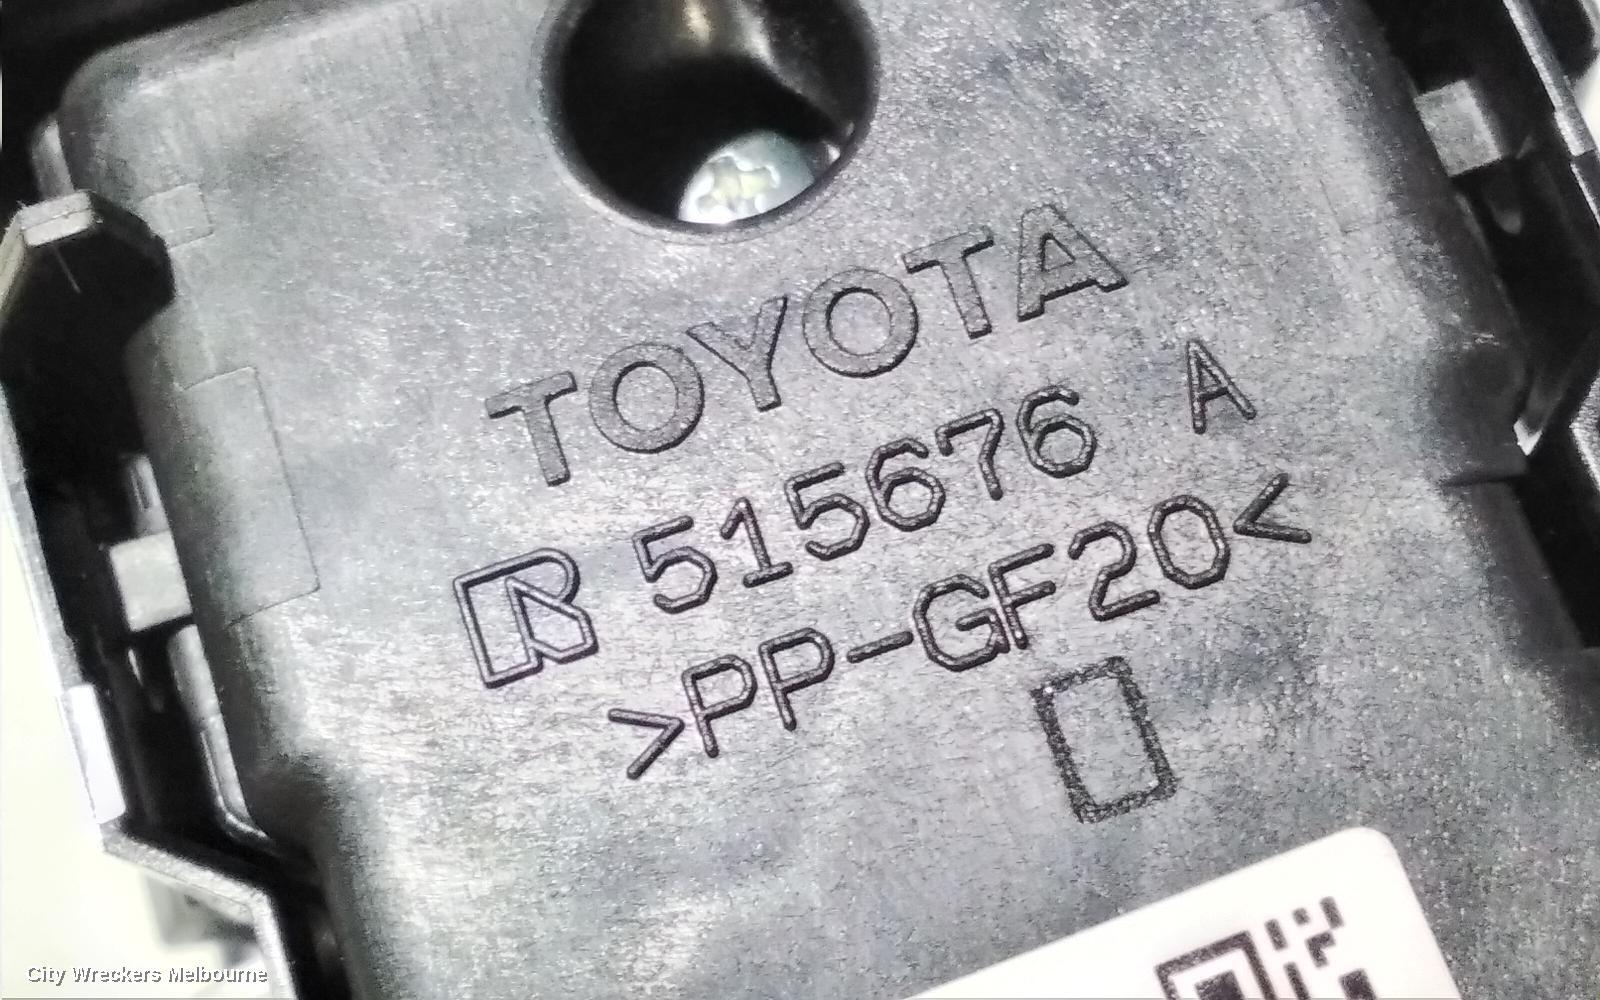 TOYOTA
R 515676 A
>PP-GF20<
City Wreckers Melbourne